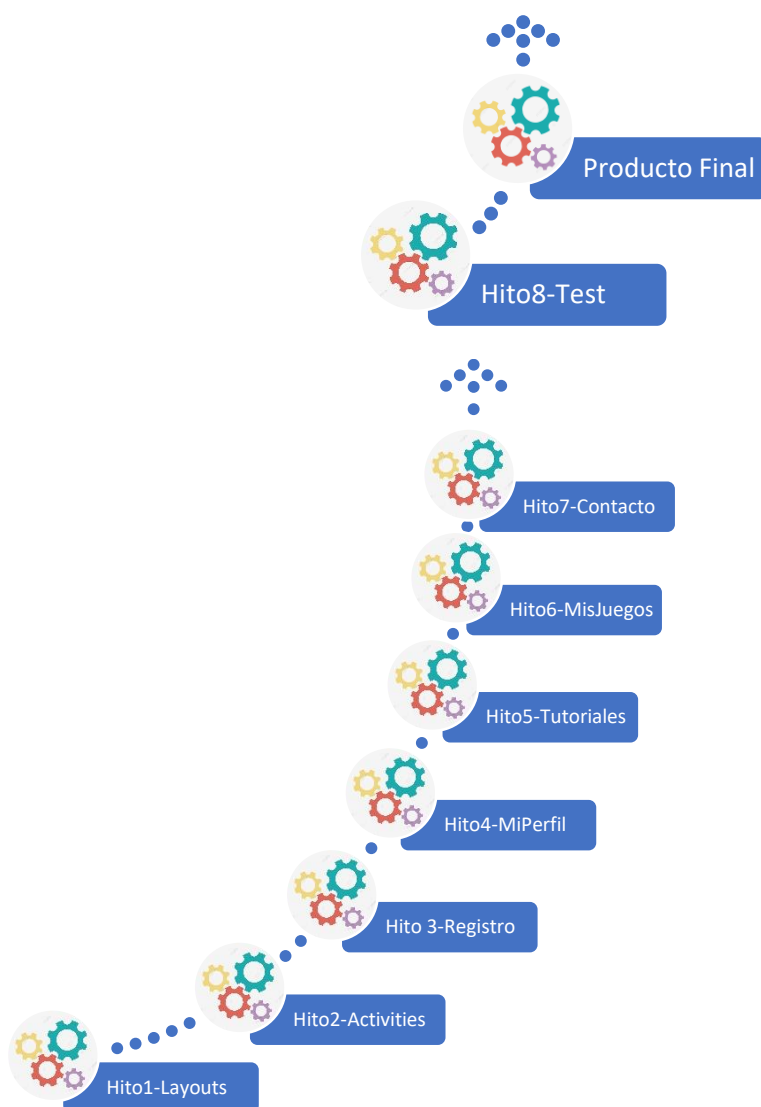 Producto Final
Hito8-Test
Hito7-Contacto
Hito6-MisJuegos
Hito5-Tutoriales
Hito4-MiPerfil
Hito 3-Registro
Hito2-Activities
Hito1-Layouts